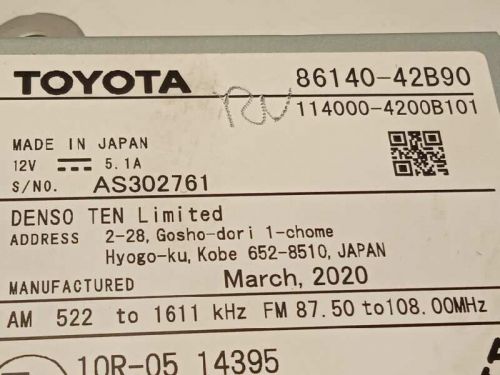 TOYOTA 86140-42B90
114000-4200B101
MADE IN JAPAN
12V 5.1A
S/NO. AS302761
DENSO TEN Limited
ADDRESS 2-28, Gosho-dori 1-chome
Hyogo-ku, Kobe 652-8510, JAPAN
MANUFACTURED March, 2020
AM 522 to 1611 kHz FM 87.50 to 108.00MHz
10R-05 14395